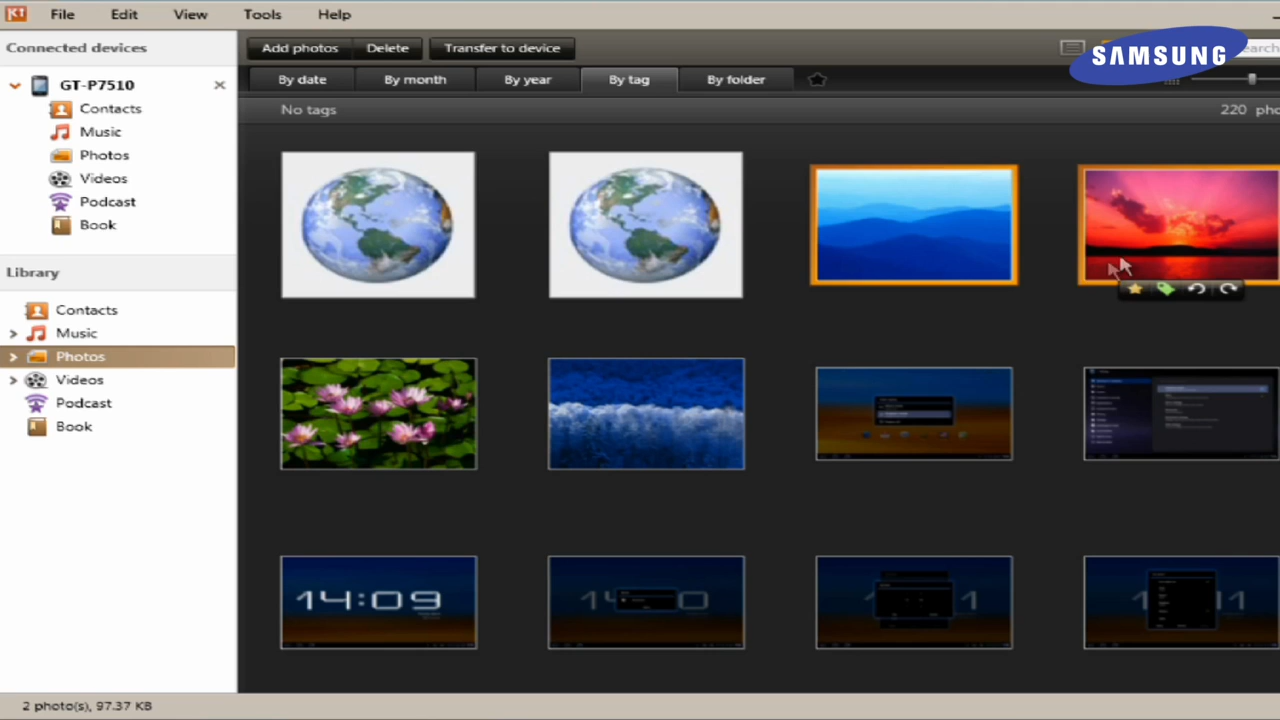 File Edit View Tools Help
Connected devices
Add photos Delete Transfer to device
SAMSUNG
GT-P7510
By date By month By year By tag By folder
No tags
220
Contacts
Music
Photos
Videos
Podcast
Book
Library
Contacts
Music
Photos
Videos
Podcast
Book
14:09
2 photo(s), 97.37 KB